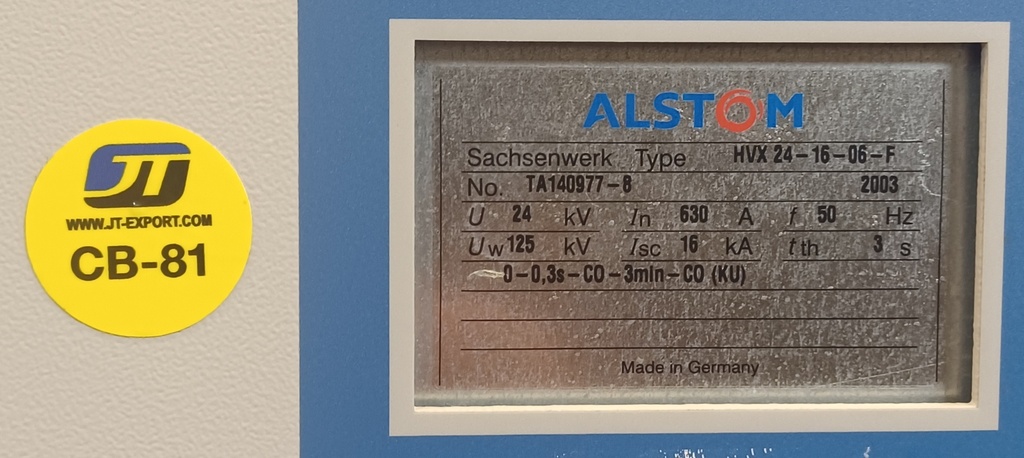 JT
WWW.JT-EXPORT.COM
CB-81
ALSTOM
Sachsenwerk Type HVX 24-16-06-F
No. TA140977-8 2003
U 24 kV In 630 A f 50 Hz
Uw 125 kV Isc 16 kA tth 3 s
0-0,3s-CO-3min-CO (KU)
Made in Germany